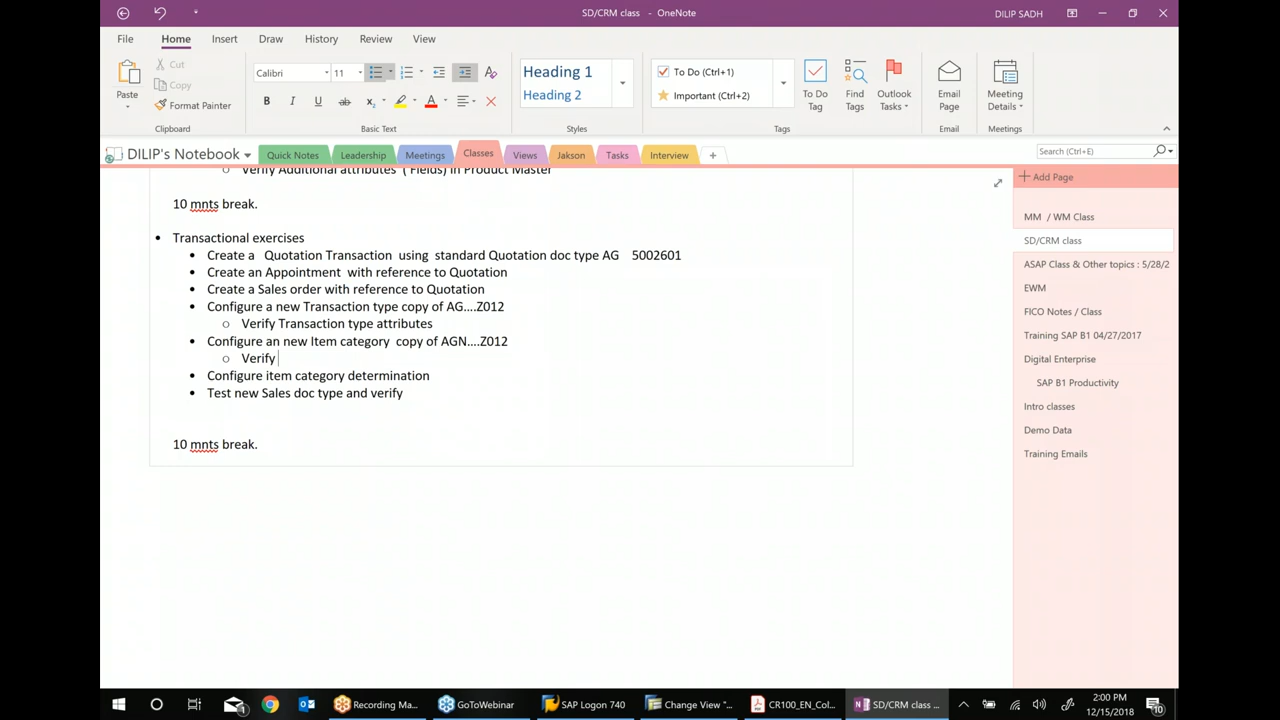 SD/CRM class - OneNote
DILIP SADH
File Home Insert Draw History Review View
Cut
Copy
Format Painter
Paste
Clipboard
Calibri 11
Basic Text
Heading 1
Heading 2
Styles
To Do (Ctrl+1)
Important (Ctrl+2)
Tags
To Do Tag
Find Tags
Outlook Tasks
Email Page
Email
Meeting Details
Meetings
DILIP's Notebook
Quick Notes Leadership Meetings Classes Views Jakson Tasks Interview
Search (Ctrl+E)
Verify Additional attributes ( Fields) in Product Master
10 mnts break.
Transactional exercises
Create a Quotation Transaction using standard Quotation doc type AG 5002601
Create an Appointment with reference to Quotation
Create a Sales order with reference to Quotation
Configure a new Transaction type copy of AG....Z012
Verify Transaction type attributes
Configure an new Item category copy of AGN....Z012
Verify
Configure item category determination
Test new Sales doc type and verify
10 mnts break.
Add Page
MM / WM Class
SD/CRM class
ASAP Class & Other topics : 5/28/2
EWM
FICO Notes / Class
Training SAP B1 04/27/2017
Digital Enterprise
SAP B1 Productivity
Intro classes
Demo Data
Training Emails
Recording Ma...
GoToWebinar
SAP Logon 740
Change View "...
CR100_EN_Col...
SD/CRM class ...
2:00 PM
12/15/2018